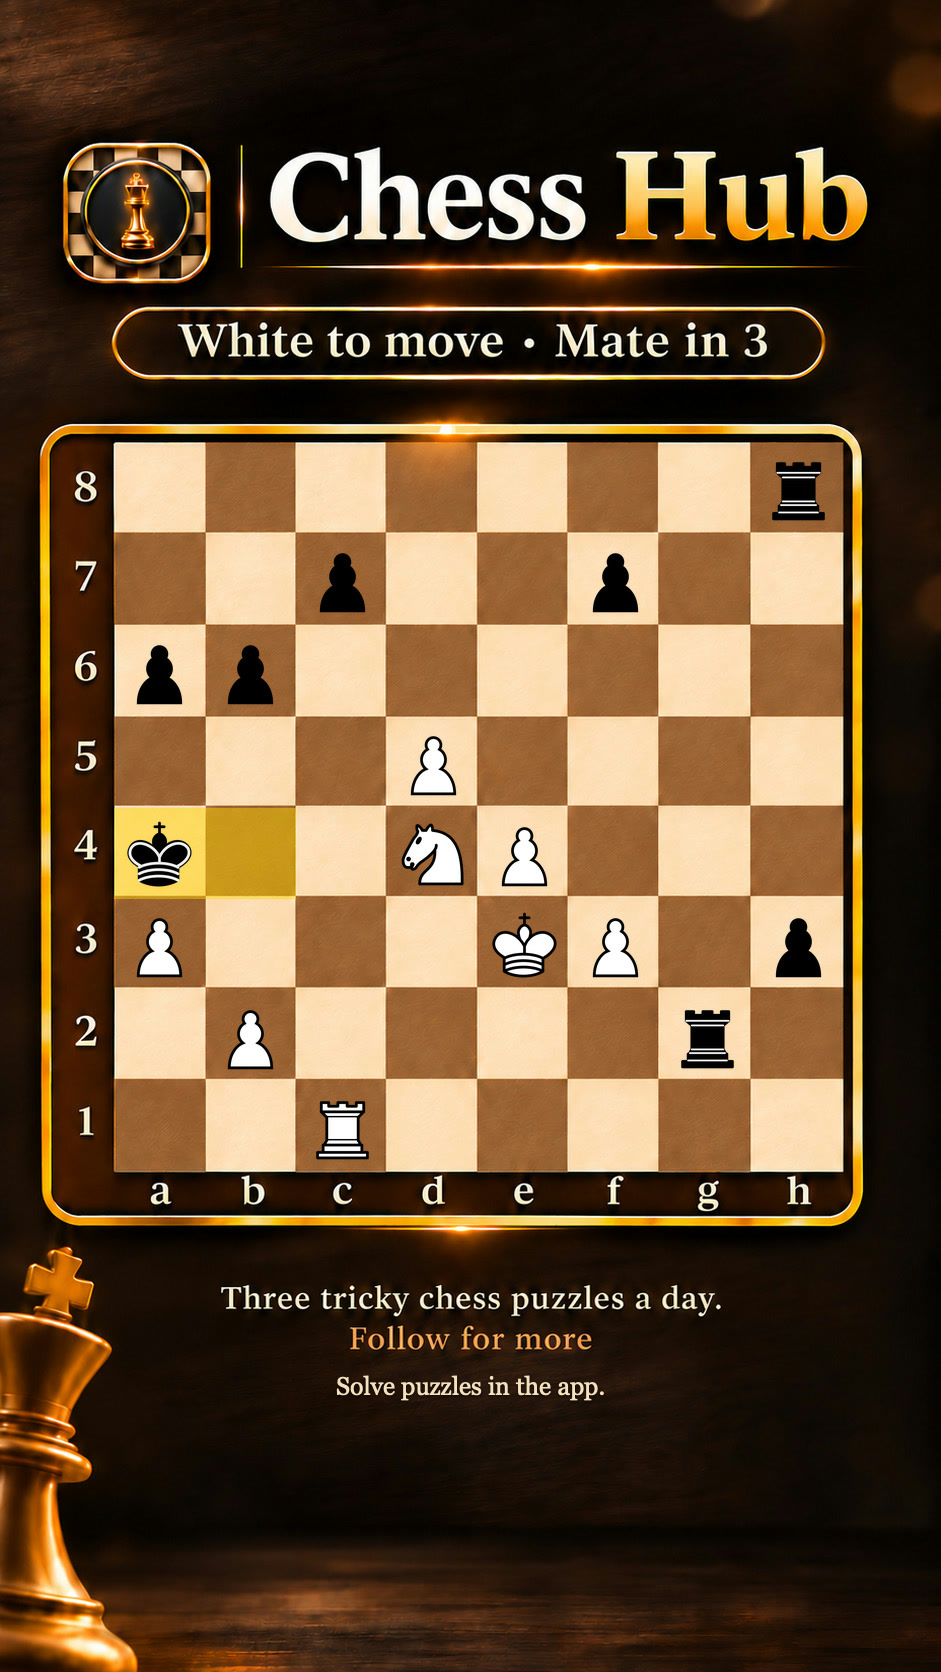 Chess Hub
White to move • Mate in 3
8
7
6
5
4
3
2
1
a b c d e f g h
Three tricky chess puzzles a day.
Follow for more
Solve puzzles in the app.